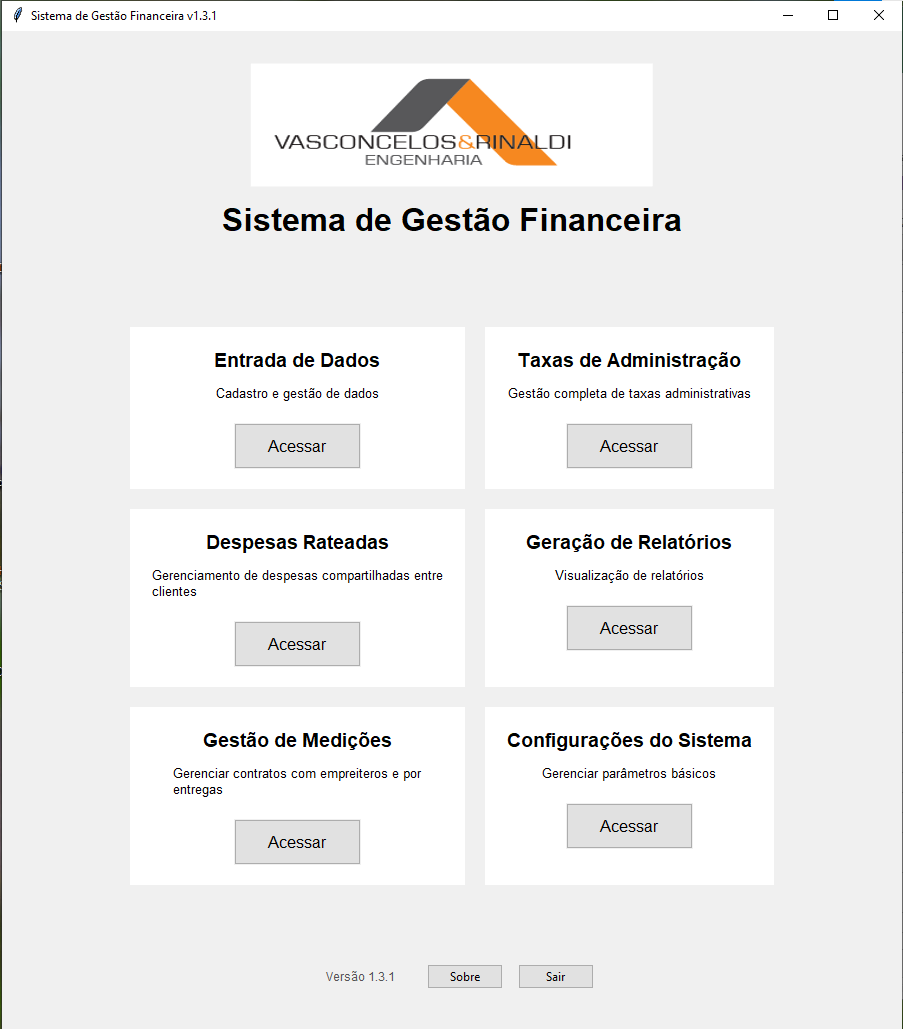 Sistema de Gestão Financeira v1.3.1
VASCONCELOS&RINALDI
ENGENHARIA
Sistema de Gestão Financeira
Entrada de Dados
Cadastro e gestão de dados
Acessar
Taxas de Administração
Gestão completa de taxas administrativas
Acessar
Despesas Rateadas
Gerenciamento de despesas compartilhadas entre
clientes
Acessar
Geração de Relatórios
Visualização de relatórios
Acessar
Gestão de Medições
Gerenciar contratos com empreiteros e por
entregas
Acessar
Configurações do Sistema
Gerenciar parâmetros básicos
Acessar
Versão 1.3.1
Sobre
Sair